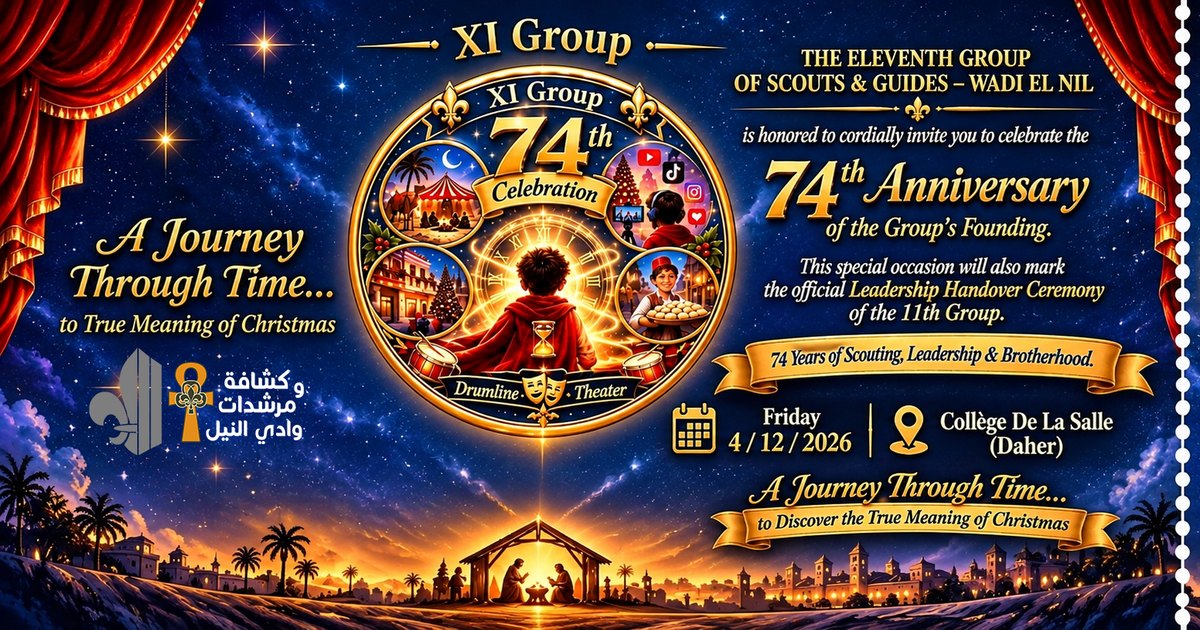 XI Group
XI Group
74th
Celebration
Drumline
Theater
A Journey
Through Time...
to True Meaning of Christmas
و كشافة
مرشدات
وادي النيل
THE ELEVENTH GROUP
OF SCOUTS & GUIDES – WADI EL NIL
is honored to cordially invite you to celebrate the
74th Anniversary
of the Group's Founding.
This special occasion will also mark
the official Leadership Handover Ceremony
of the 11th Group.
74 Years of Scouting, Leadership & Brotherhood.
Friday
4 / 12 / 2026
Collège De La Salle
(Daher)
A Journey Through Time...
to Discover the True Meaning of Christmas